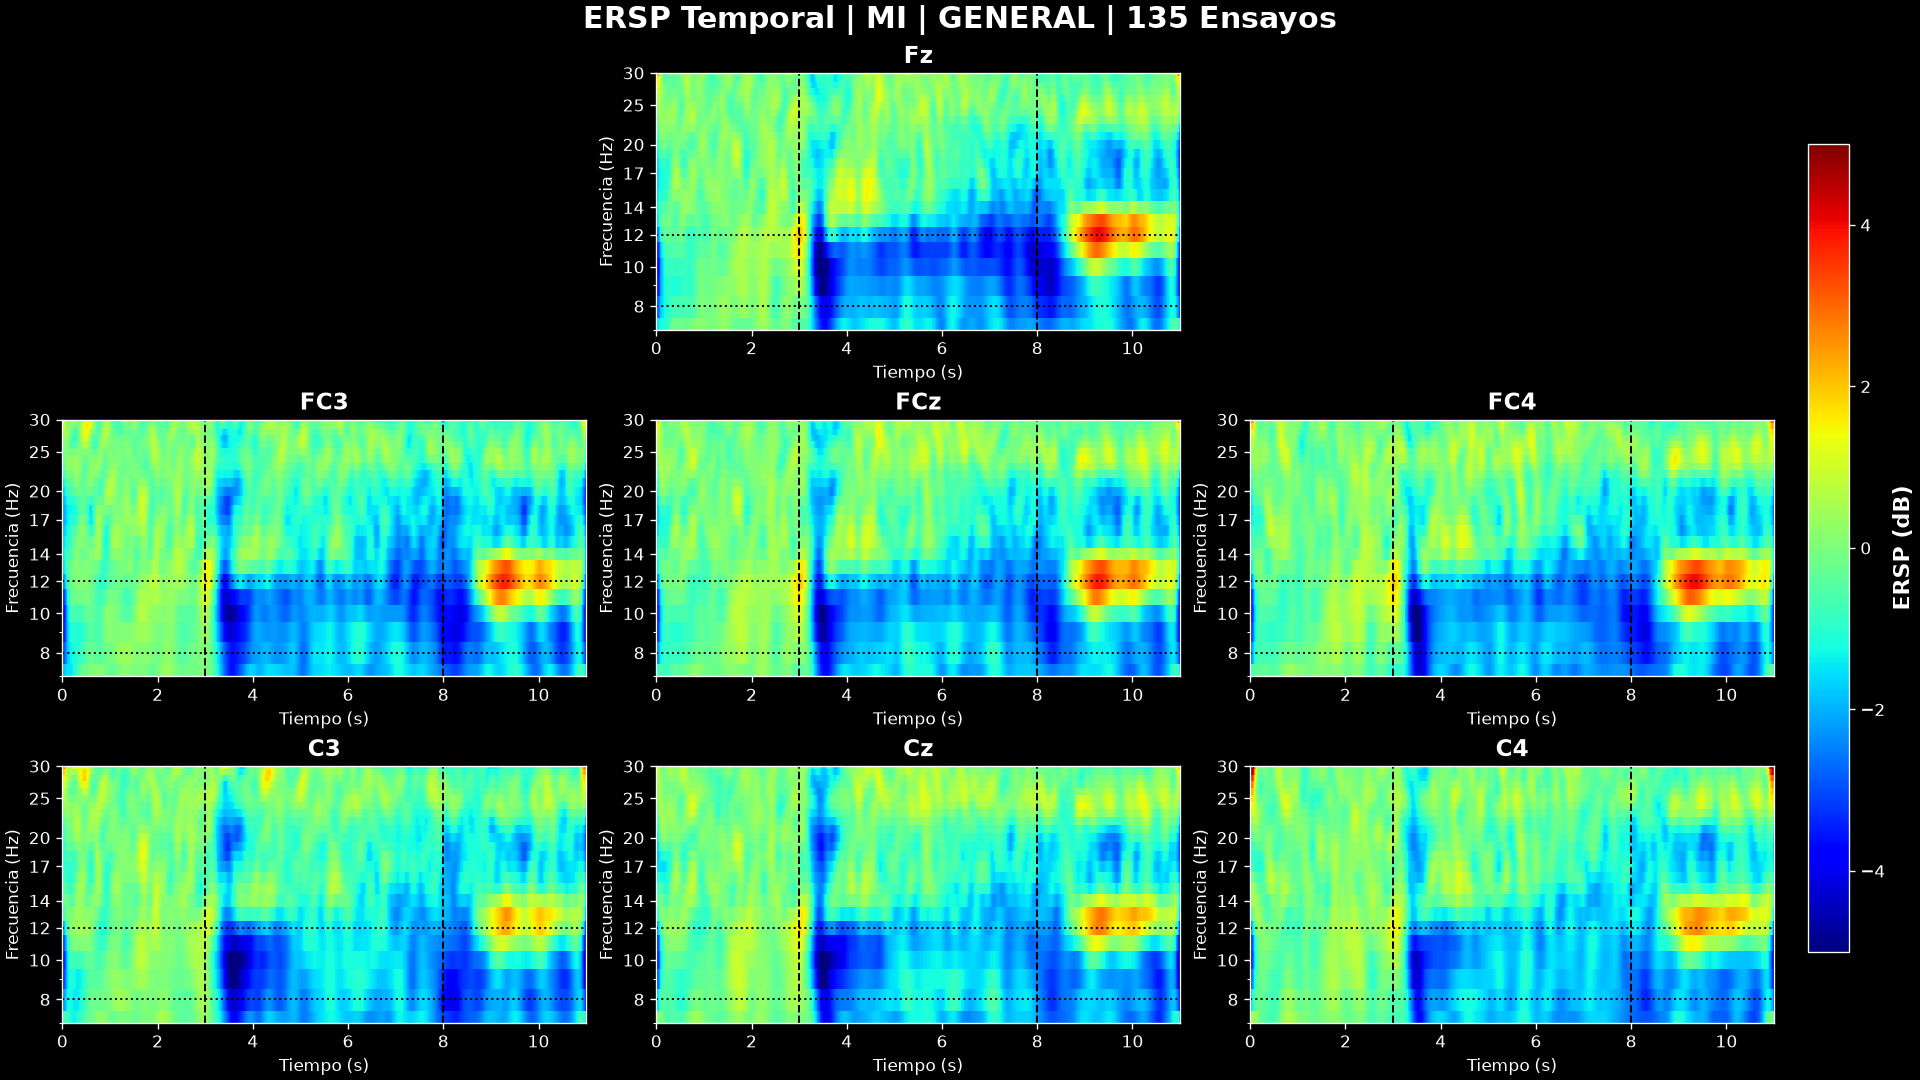 ERSP Temporal | MI | GENERAL | 135 Ensayos
Fz
Frecuencia (Hz)
30
25
20
17
14
12
10
8
0 2 4 6 8 10
Tiempo (s)
FC3
Frecuencia (Hz)
30
25
20
17
14
12
10
8
0 2 4 6 8 10
Tiempo (s)
FCz
Frecuencia (Hz)
30
25
20
17
14
12
10
8
0 2 4 6 8 10
Tiempo (s)
FC4
Frecuencia (Hz)
30
25
20
17
14
12
10
8
0 2 4 6 8 10
Tiempo (s)
C3
Frecuencia (Hz)
30
25
20
17
14
12
10
8
0 2 4 6 8 10
Tiempo (s)
Cz
Frecuencia (Hz)
30
25
20
17
14
12
10
8
0 2 4 6 8 10
Tiempo (s)
C4
Frecuencia (Hz)
30
25
20
17
14
12
10
8
0 2 4 6 8 10
Tiempo (s)
4
2
0
−2
−4
ERSP (dB)